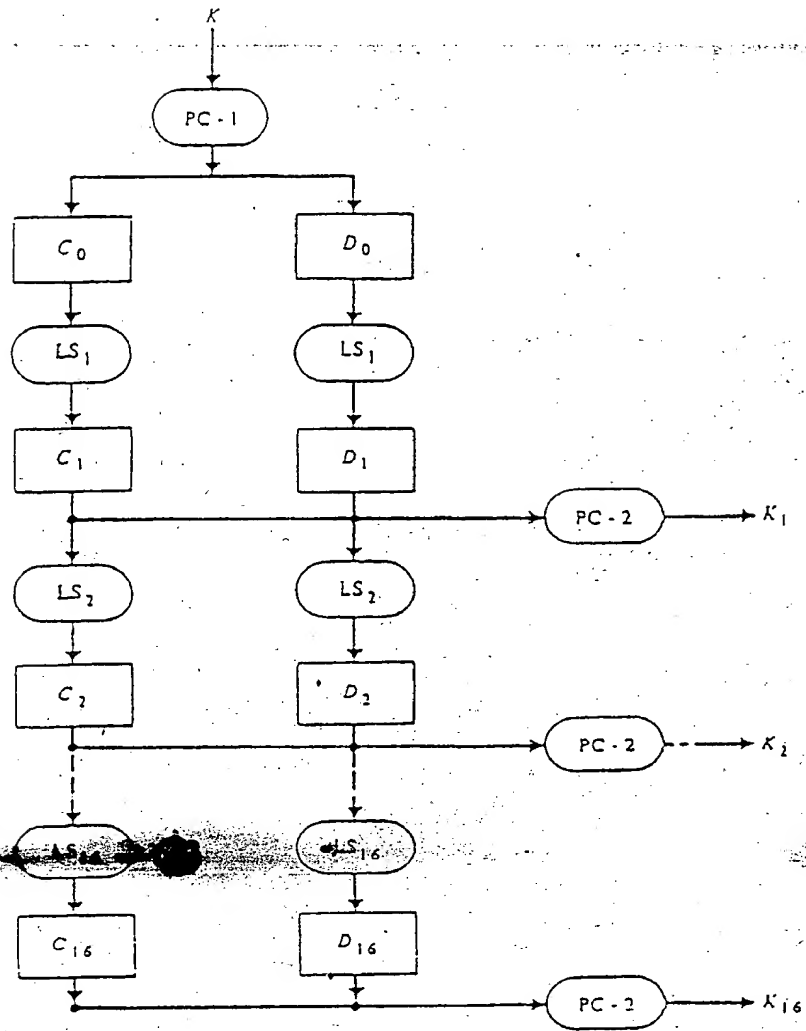 K
PC-1
C₀ D₀
LS₁ LS₁
C₁ D₁
PC-2 K₁
LS₂ LS₂
C₂ D₂
PC-2 K₂
LS₁₆ LS₁₆
C₁₆ D₁₆
PC-2 K₁₆